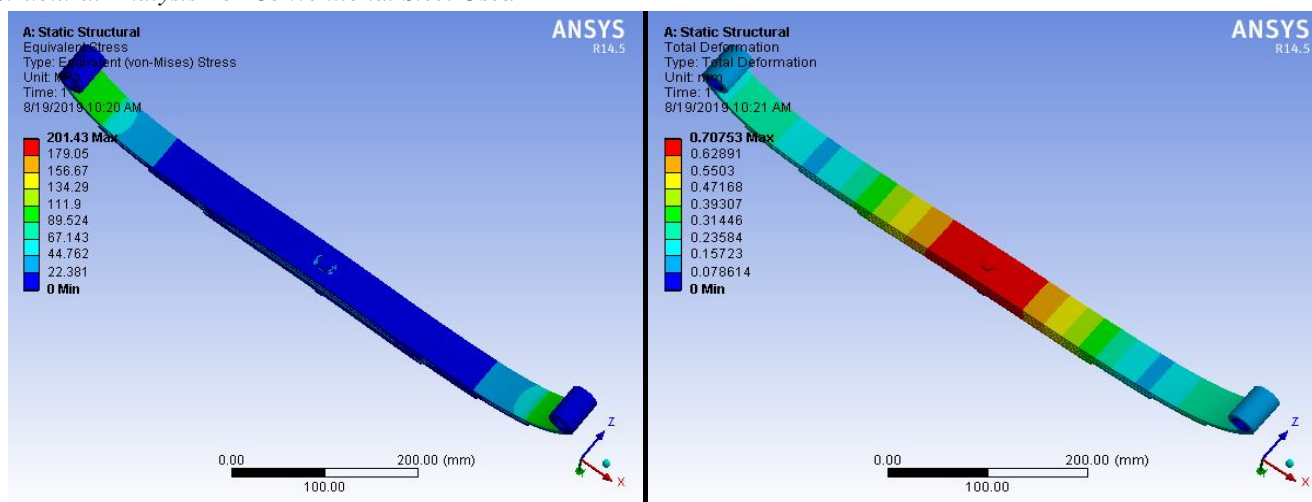 A: Static Structural
Equivalent Stress
Type: Equivalent (von-Mises) Stress
Unit:
Time: 1
8/19/2019 10:20 AM
201.43 Max
179.05
156.67
134.29
111.9
89.524
67.143
44.762
22.381
0 Min
ANSYS
R14.5
0.00
200.00 (mm)
100.00
Z
X
A: Static Structural
Total Deformation
Type: Total Deformation
Unit: mm
Time: 1
8/19/2019 10:21 AM
0.70753 Max
0.62891
0.5503
0.47168
0.39307
0.31446
0.23584
0.15723
0.078614
0 Min
ANSYS
R14.5
0.00
200.00 (mm)
100.00
Z
X